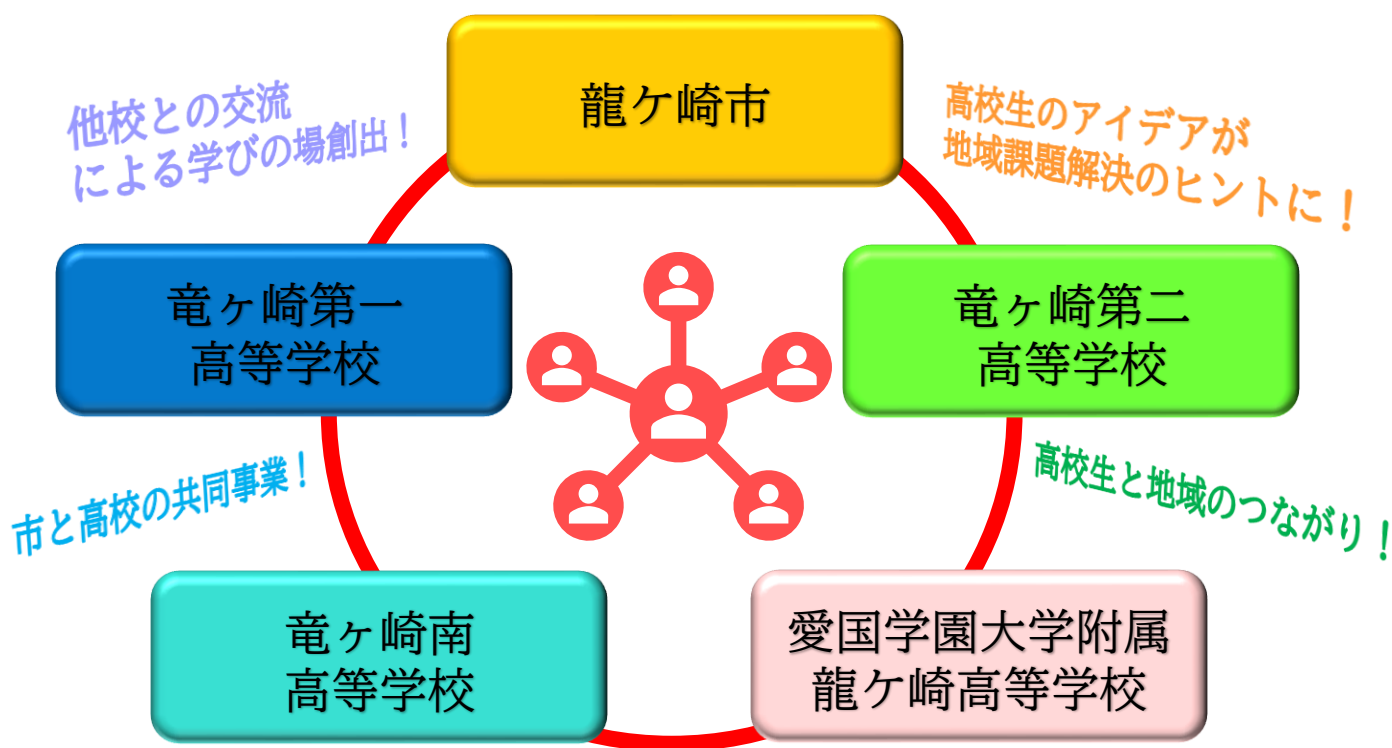 龍ケ崎市
他校との交流
による学びの場創出！
高校生のアイデアが
地域課題解決のヒントに！
竜ヶ崎第一
高等学校
竜ヶ崎第二
高等学校
市と高校の共同事業！
高校生と地域のつながり！
竜ヶ崎南
高等学校
愛国学園大学附属
龍ケ崎高等学校